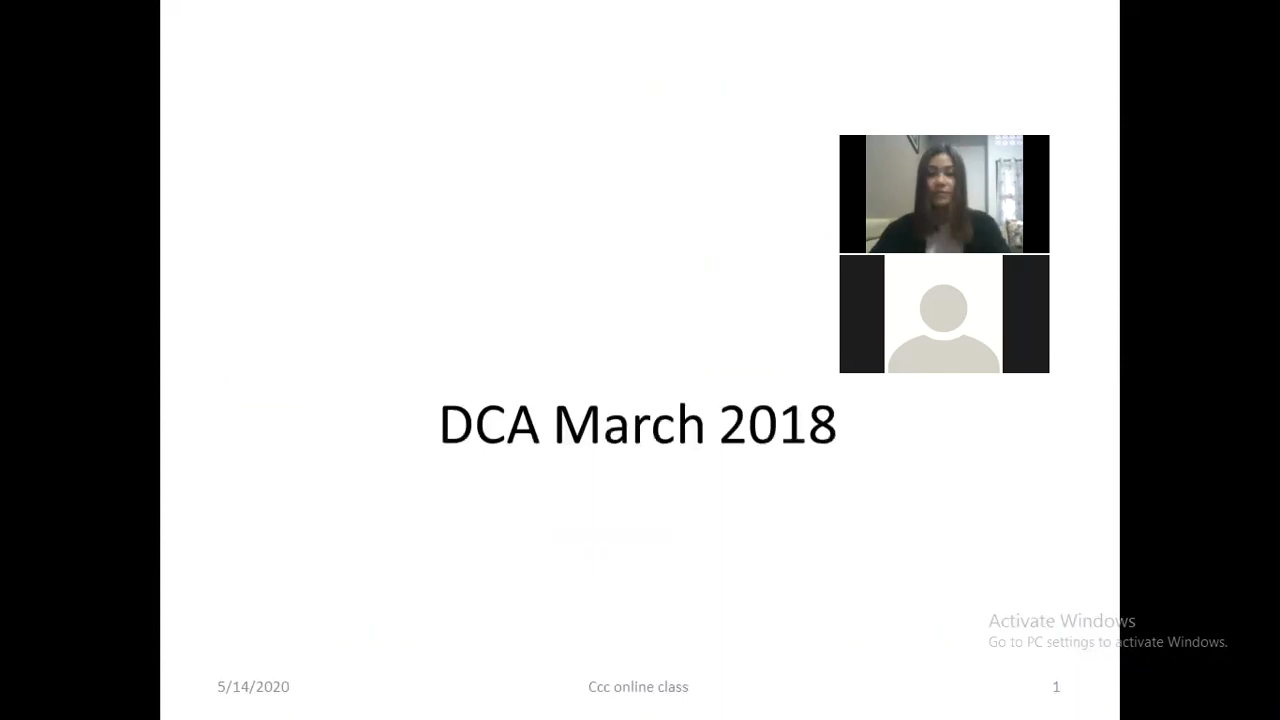 DCA March 2018
Activate Windows
Go to PC settings to activate Windows.
5/14/2020
Ccc online class
1